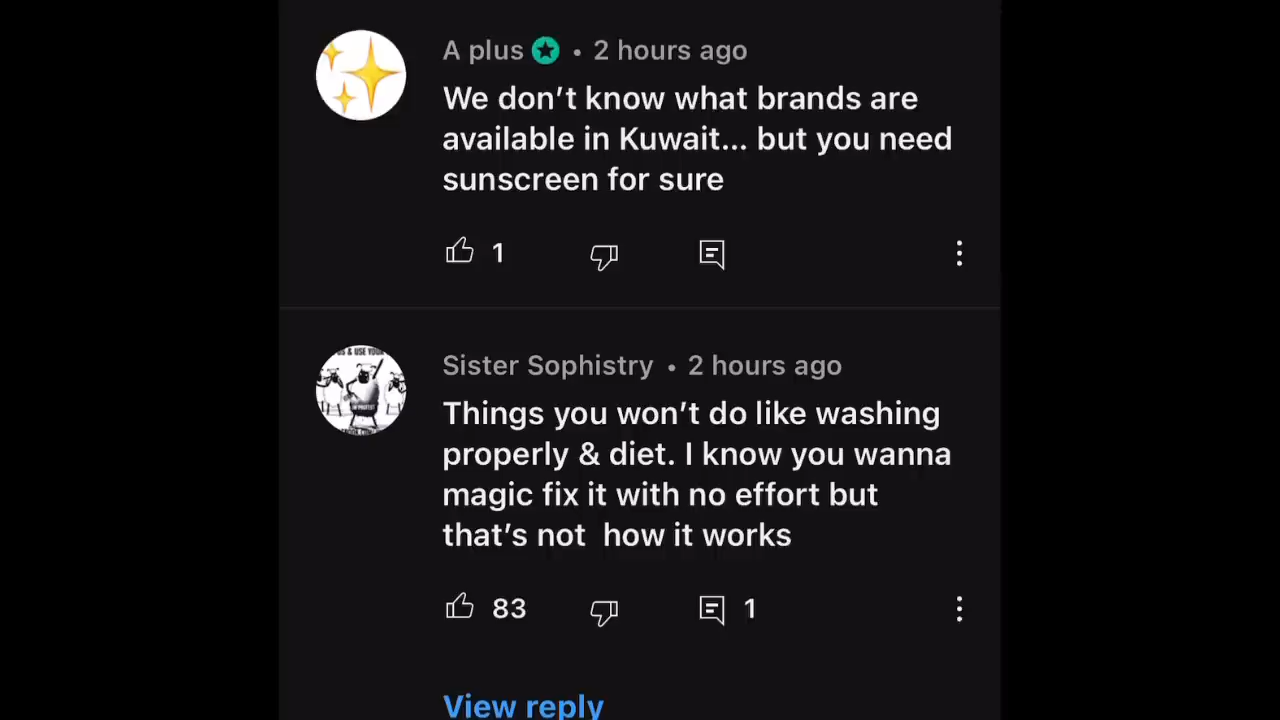 A plus • 2 hours ago
We don't know what brands are
available in Kuwait... but you need
sunscreen for sure
1
Sister Sophistry • 2 hours ago
Things you won't do like washing
properly & diet. I know you wanna
magic fix it with no effort but
that's not  how it works
83 1
View reply